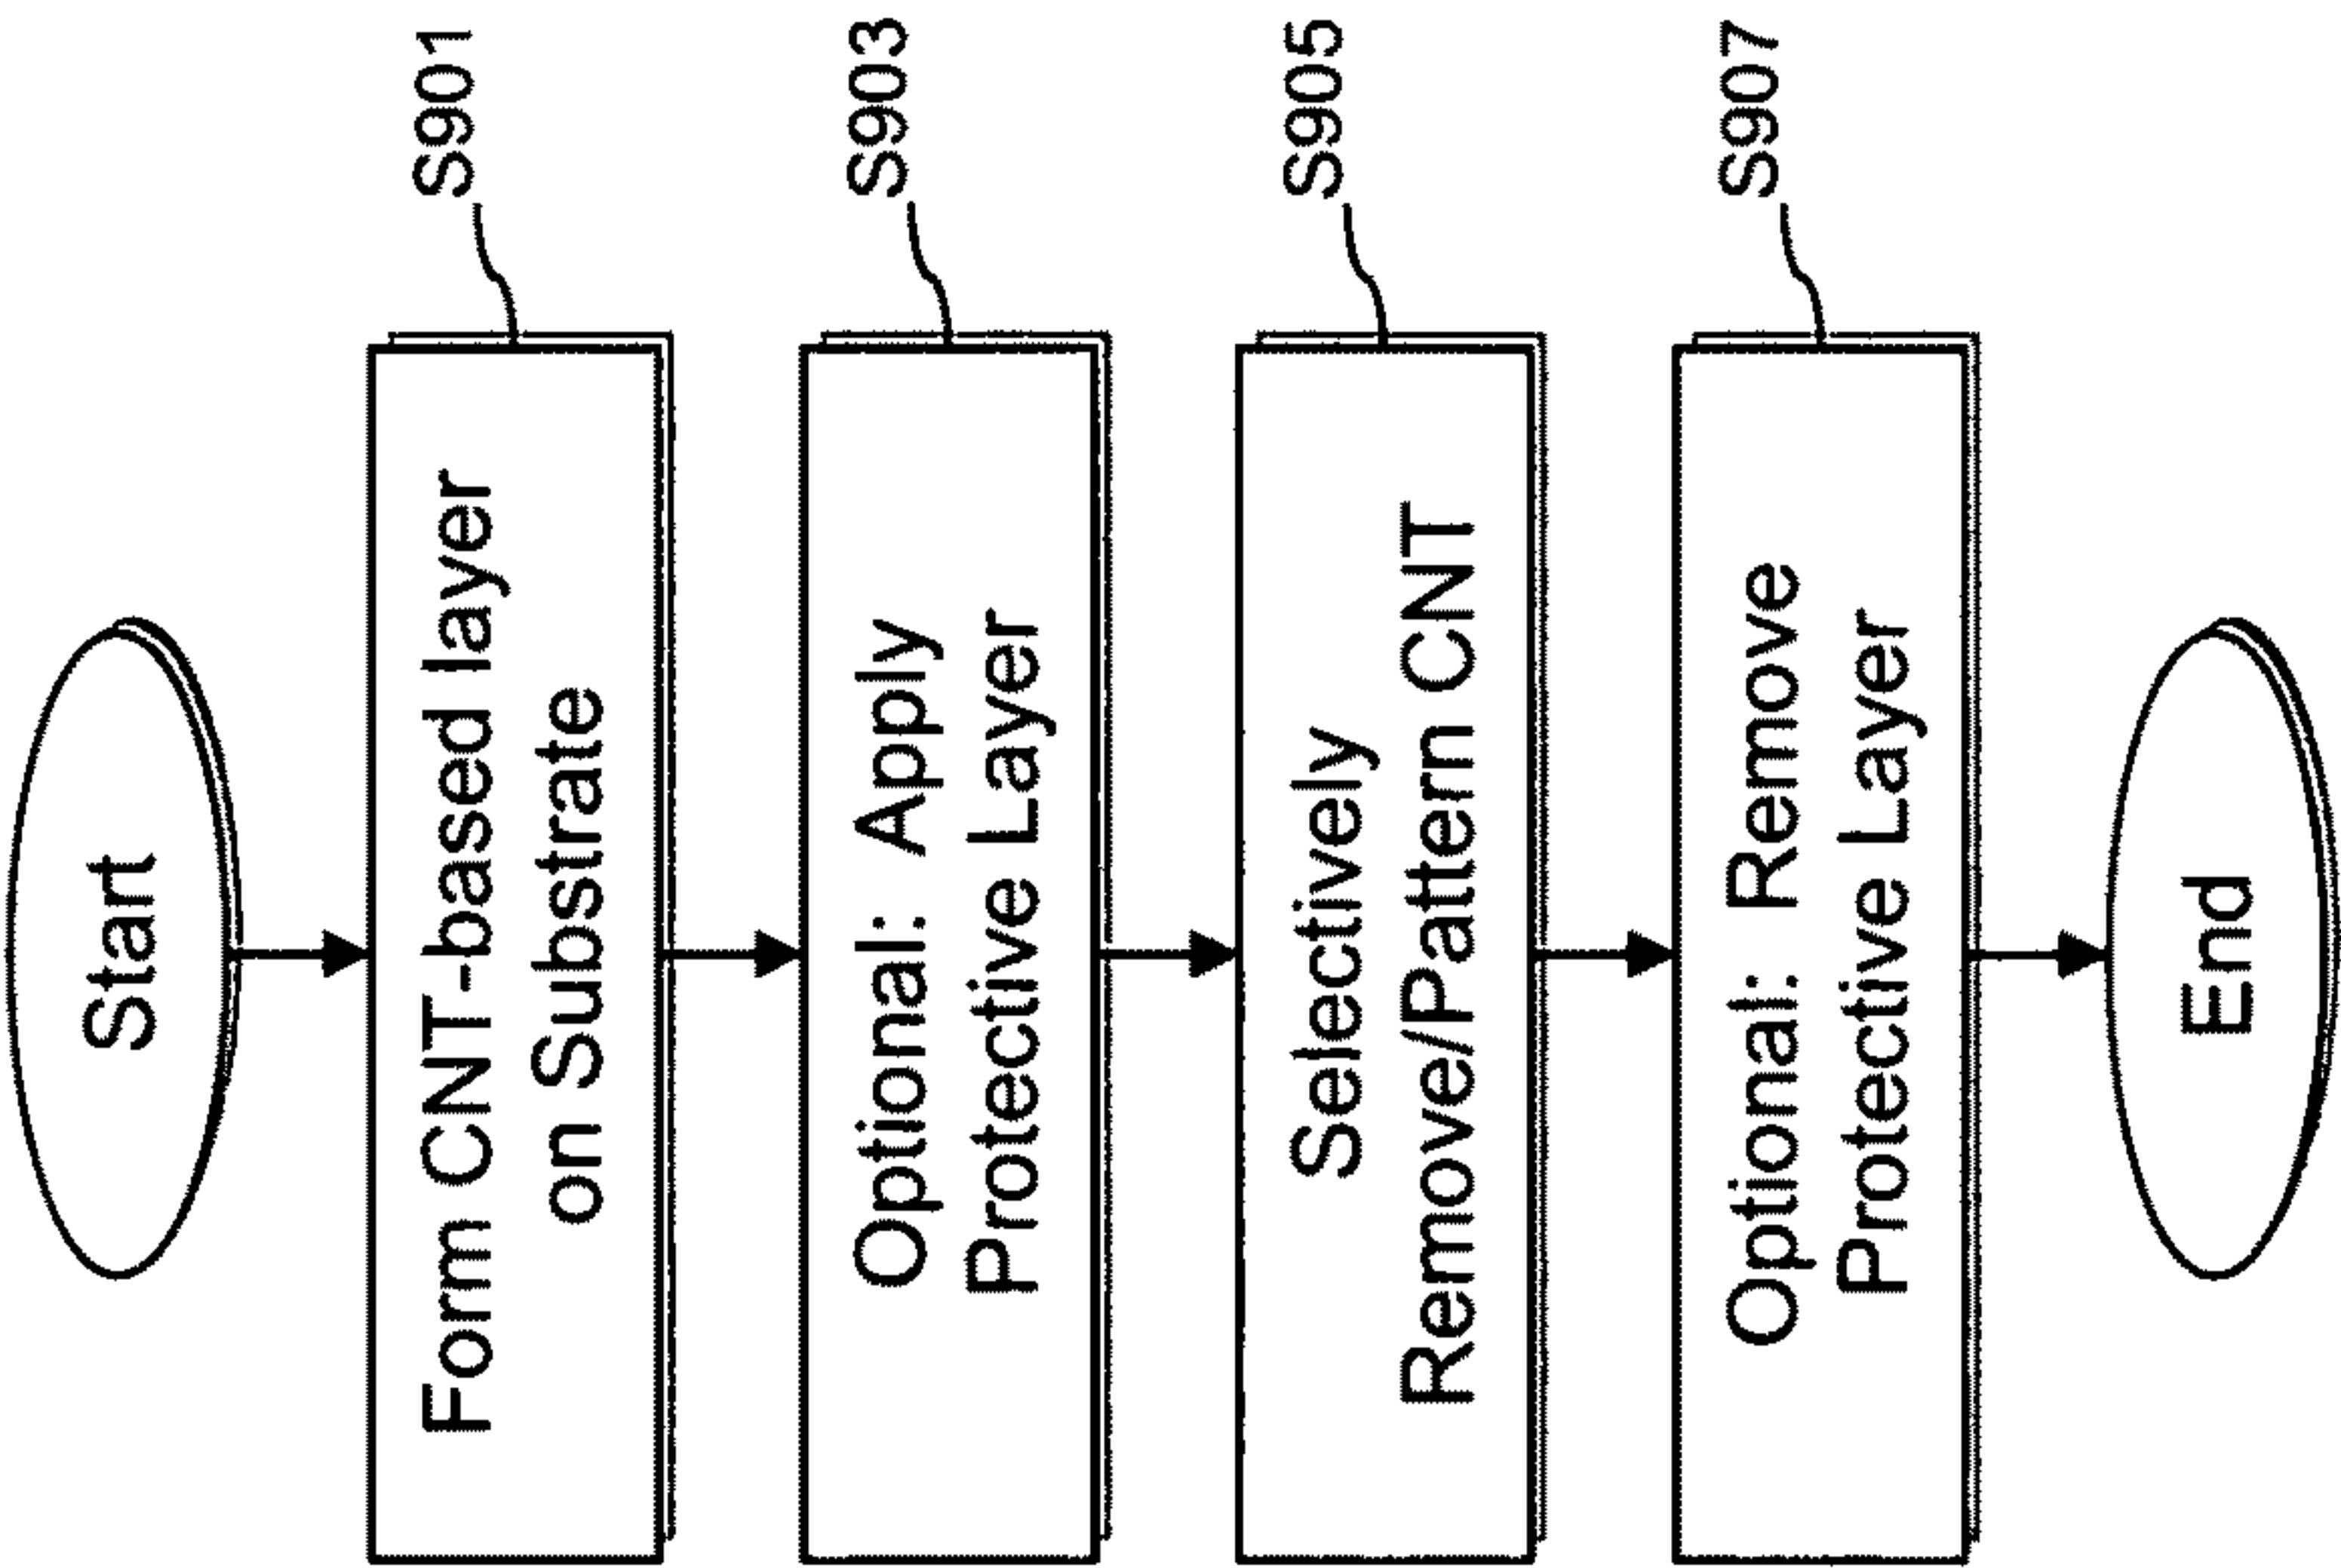 Start
Form CNT-based layer
on Substrate
S901
Optional: Apply
Protective Layer
S903
Selectively
Remove/Pattern CNT
S905
Optional: Remove
Protective Layer
S907
End